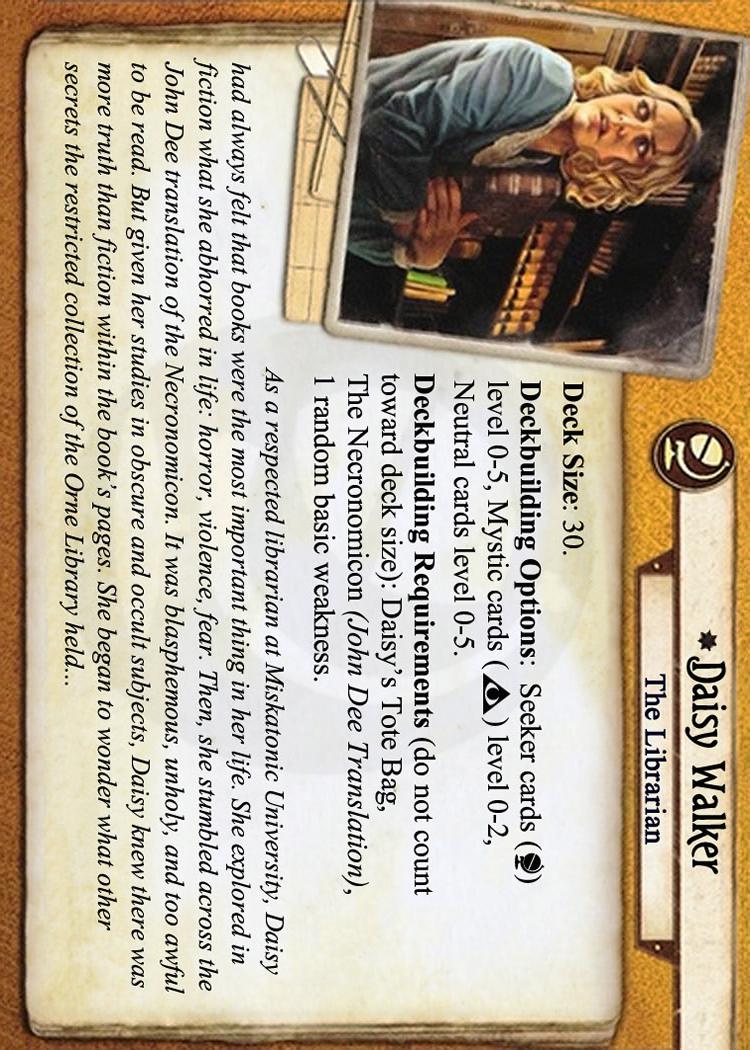 Daisy Walker
The Librarian
Deck Size: 30.
Deckbuilding Options: Seeker cards ( )
level 0-5, Mystic cards ( ) level 0-2,
Neutral cards level 0-5.
Deckbuilding Requirements (do not count
toward deck size): Daisy's Tote Bag,
The Necronomicon (John Dee Translation),
1 random basic weakness.
As a respected librarian at Miskatonic University, Daisy
had always felt that books were the most important thing in her life. She explored in
fiction what she abhorred in life: horror, violence, fear. Then, she stumbled across the
John Dee translation of the Necronomicon. It was blasphemous, unholy, and too awful
to be read. But given her studies in obscure and occult subjects, Daisy knew there was
more truth than fiction within the book's pages. She began to wonder what other
secrets the restricted collection of the Orne Library held...